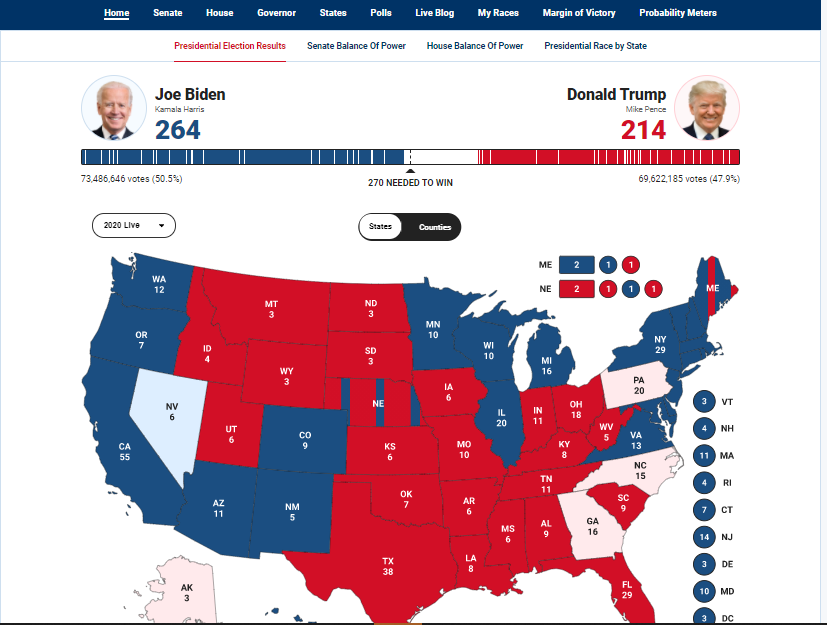 Home Senate House Governor States Polls Live Blog My Races Margin of Victory Probability Meters
Presidential Election Results Senate Balance Of Power House Balance Of Power Presidential Race by State
Joe Biden
Kamala Harris
264
Donald Trump
Mike Pence
214
73,486,646 votes (50.5%)
270 NEEDED TO WIN
69,622,185 votes (47.9%)
2020 Live
States Counties
ME 2 1 1
NE 2 1 1 1
WA
12
OR
7
CA
55
NV
6
ID
4
MT
3
WY
3
UT
6
AZ
11
CO
9
NM
5
ND
3
SD
3
NE
KS
6
OK
7
TX
38
MN
10
IA
6
MO
10
AR
6
LA
8
WI
10
IL
20
MI
16
IN
11
OH
18
KY
8
TN
11
MS
6
AL
9
GA
16
FL
29
SC
9
NC
15
VA
13
WV
5
PA
20
NY
29
ME
AK
3
3 VT
4 NH
11 MA
4 RI
7 CT
14 NJ
3 DE
10 MD
3 DC